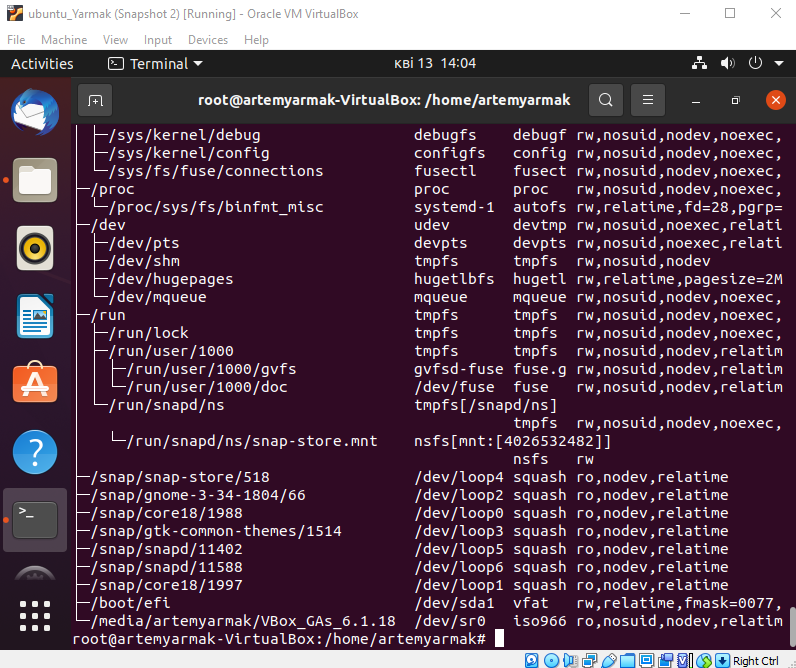 ubuntu_Yarmak (Snapshot 2) [Running] - Oracle VM VirtualBox
File Machine View Input Devices Help
Activities Terminal кві 13 14:04
root@artemyarmak-VirtualBox: /home/artemyarmak
├─/sys/kernel/debug debugfs debugf rw,nosuid,nodev,noexec,
├─/sys/kernel/config configfs config rw,nosuid,nodev,noexec,
└─/sys/fs/fuse/connections fusectl fusect rw,nosuid,nodev,noexec,
├─/proc proc proc rw,nosuid,nodev,noexec,
└─/proc/sys/fs/binfmt_misc systemd-1 autofs rw,relatime,fd=28,pgrp=
├─/dev udev devtmp rw,nosuid,noexec,relati
├─/dev/pts devpts devpts rw,nosuid,noexec,relati
├─/dev/shm tmpfs tmpfs rw,nosuid,nodev
├─/dev/hugepages hugetlbfs hugetl rw,relatime,pagesize=2M
└─/dev/mqueue mqueue mqueue rw,nosuid,nodev,noexec,
├─/run tmpfs tmpfs rw,nosuid,nodev,noexec,
├─/run/lock tmpfs tmpfs rw,nosuid,nodev,noexec,
├─/run/user/1000 tmpfs tmpfs rw,nosuid,nodev,relatim
├─/run/user/1000/gvfs gvfsd-fuse fuse.g rw,nosuid,nodev,relatim
└─/run/user/1000/doc /dev/fuse fuse rw,nosuid,nodev,relatim
└─/run/snapd/ns tmpfs[/snapd/ns]
tmpfs rw,nosuid,nodev,noexec,
└─/run/snapd/ns/snap-store.mnt nsfs[mnt:[4026532482]]
nsfs rw
├─/snap/snap-store/518 /dev/loop4 squash ro,nodev,relatime
├─/snap/gnome-3-34-1804/66 /dev/loop2 squash ro,nodev,relatime
├─/snap/core18/1988 /dev/loop0 squash ro,nodev,relatime
├─/snap/gtk-common-themes/1514 /dev/loop3 squash ro,nodev,relatime
├─/snap/snapd/11402 /dev/loop5 squash ro,nodev,relatime
├─/snap/snapd/11588 /dev/loop6 squash ro,nodev,relatime
├─/snap/core18/1997 /dev/loop1 squash ro,nodev,relatime
├─/boot/efi /dev/sda1 vfat rw,relatime,fmask=0077,
└─/media/artemyarmak/VBox_GAs_6.1.18 /dev/sr0 iso966 ro,nosuid,nodev,relatim
root@artemyarmak-VirtualBox:/home/artemyarmak#
Right Ctrl